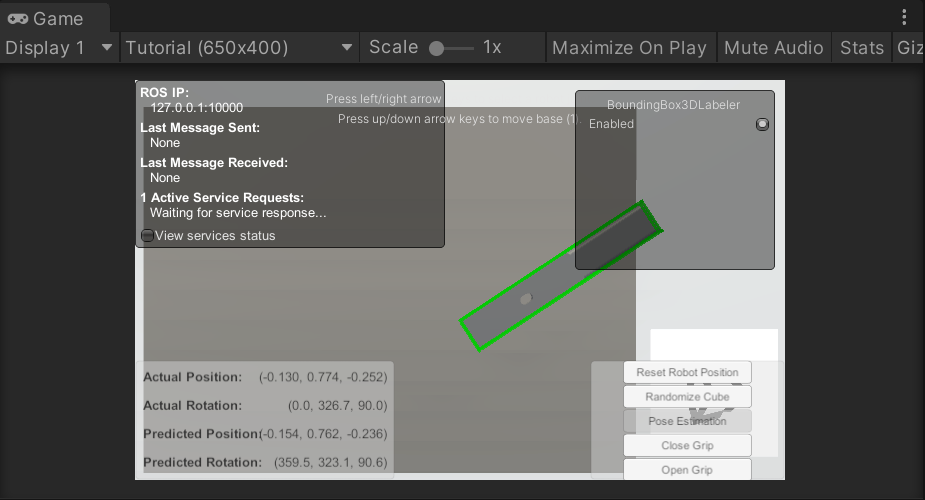 Game
Display 1
Tutorial (650x400)
Scale
1x
Maximize On Play
Mute Audio
Stats
Giz
ROS IP:
127.0.0.1:10000
Press left/right arrow
Press up/down arrow keys to move base (1).
Last Message Sent:
None
Last Message Received:
None
1 Active Service Requests:
Waiting for service response...
View services status
BoundingBox3DLabeler
Enabled
Actual Position: (-0.130, 0.774, -0.252)
Actual Rotation: (0.0, 326.7, 90.0)
Predicted Position: (-0.154, 0.762, -0.236)
Predicted Rotation: (359.5, 323.1, 90.6)
Reset Robot Position
Randomize Cube
Pose Estimation
Close Grip
Open Grip